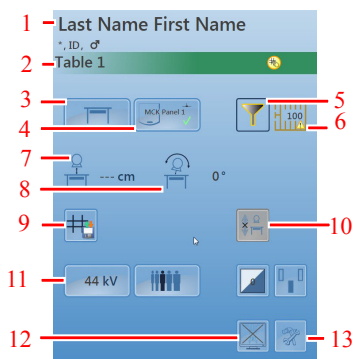 1 Last Name First Name
*, ID, ♂
2 Table 1
3
4
MCK Panel 1
5
100
6
7
--- cm
8
0°
9
10
11
44 kV
0
12
13